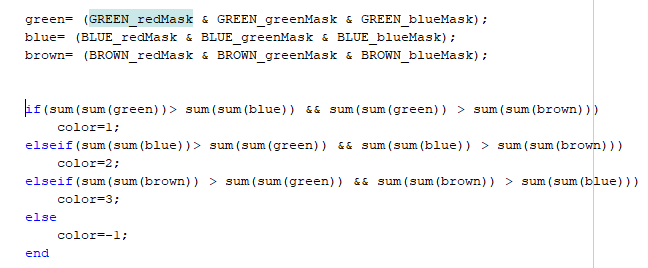 green= (GREEN_redMask & GREEN_greenMask & GREEN_blueMask);
blue= (BLUE_redMask & BLUE_greenMask & BLUE_blueMask);
brown= (BROWN_redMask & BROWN_greenMask & BROWN_blueMask);
if(sum(sum(green))> sum(sum(blue)) && sum(sum(green)) > sum(sum(brown)))
color=1;
elseif(sum(sum(blue))> sum(sum(green)) && sum(sum(blue)) > sum(sum(brown)))
color=2;
elseif(sum(sum(brown)) > sum(sum(green)) && sum(sum(brown)) > sum(sum(blue)))
color=3;
else
color=-1;
end